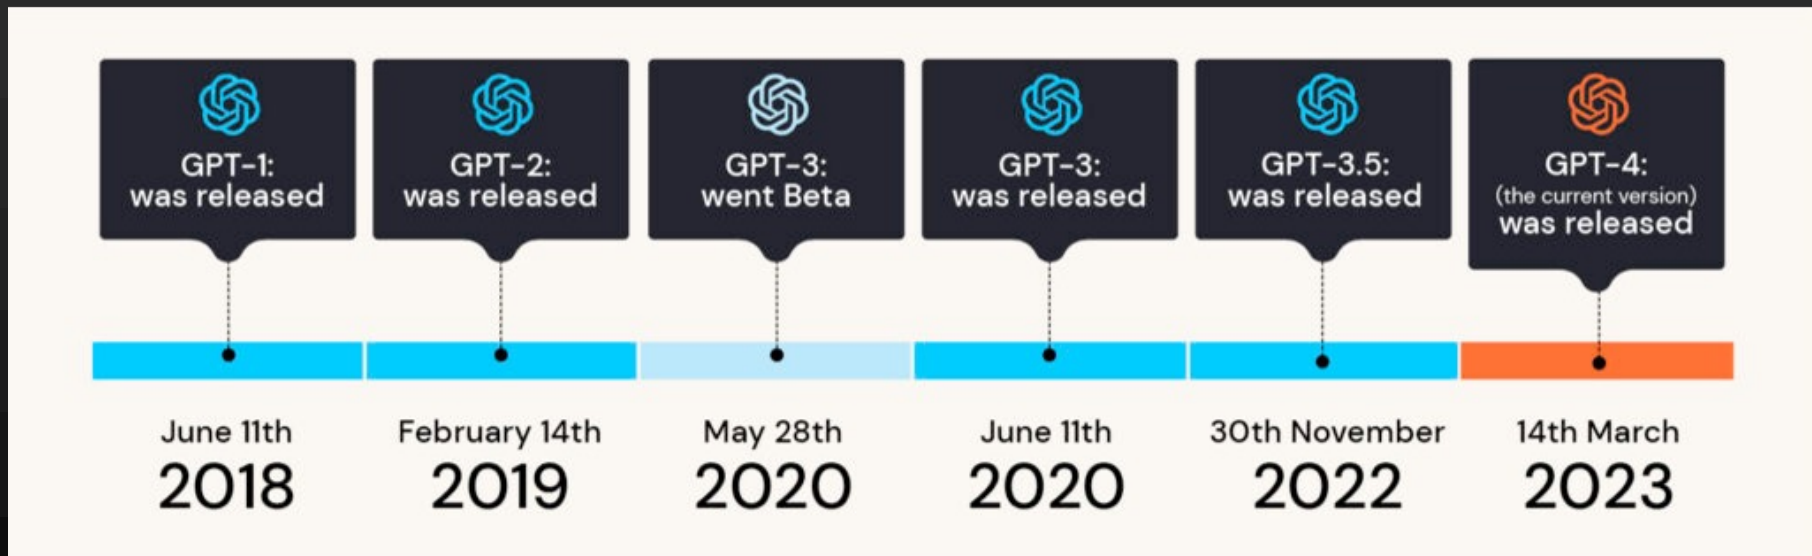 GPT-1:
was released
GPT-2:
was released
GPT-3:
went Beta
GPT-3:
was released
GPT-3.5:
was released
GPT-4:
(the current version)
was released
June 11th
2018
February 14th
2019
May 28th
2020
June 11th
2020
30th November
2022
14th March
2023